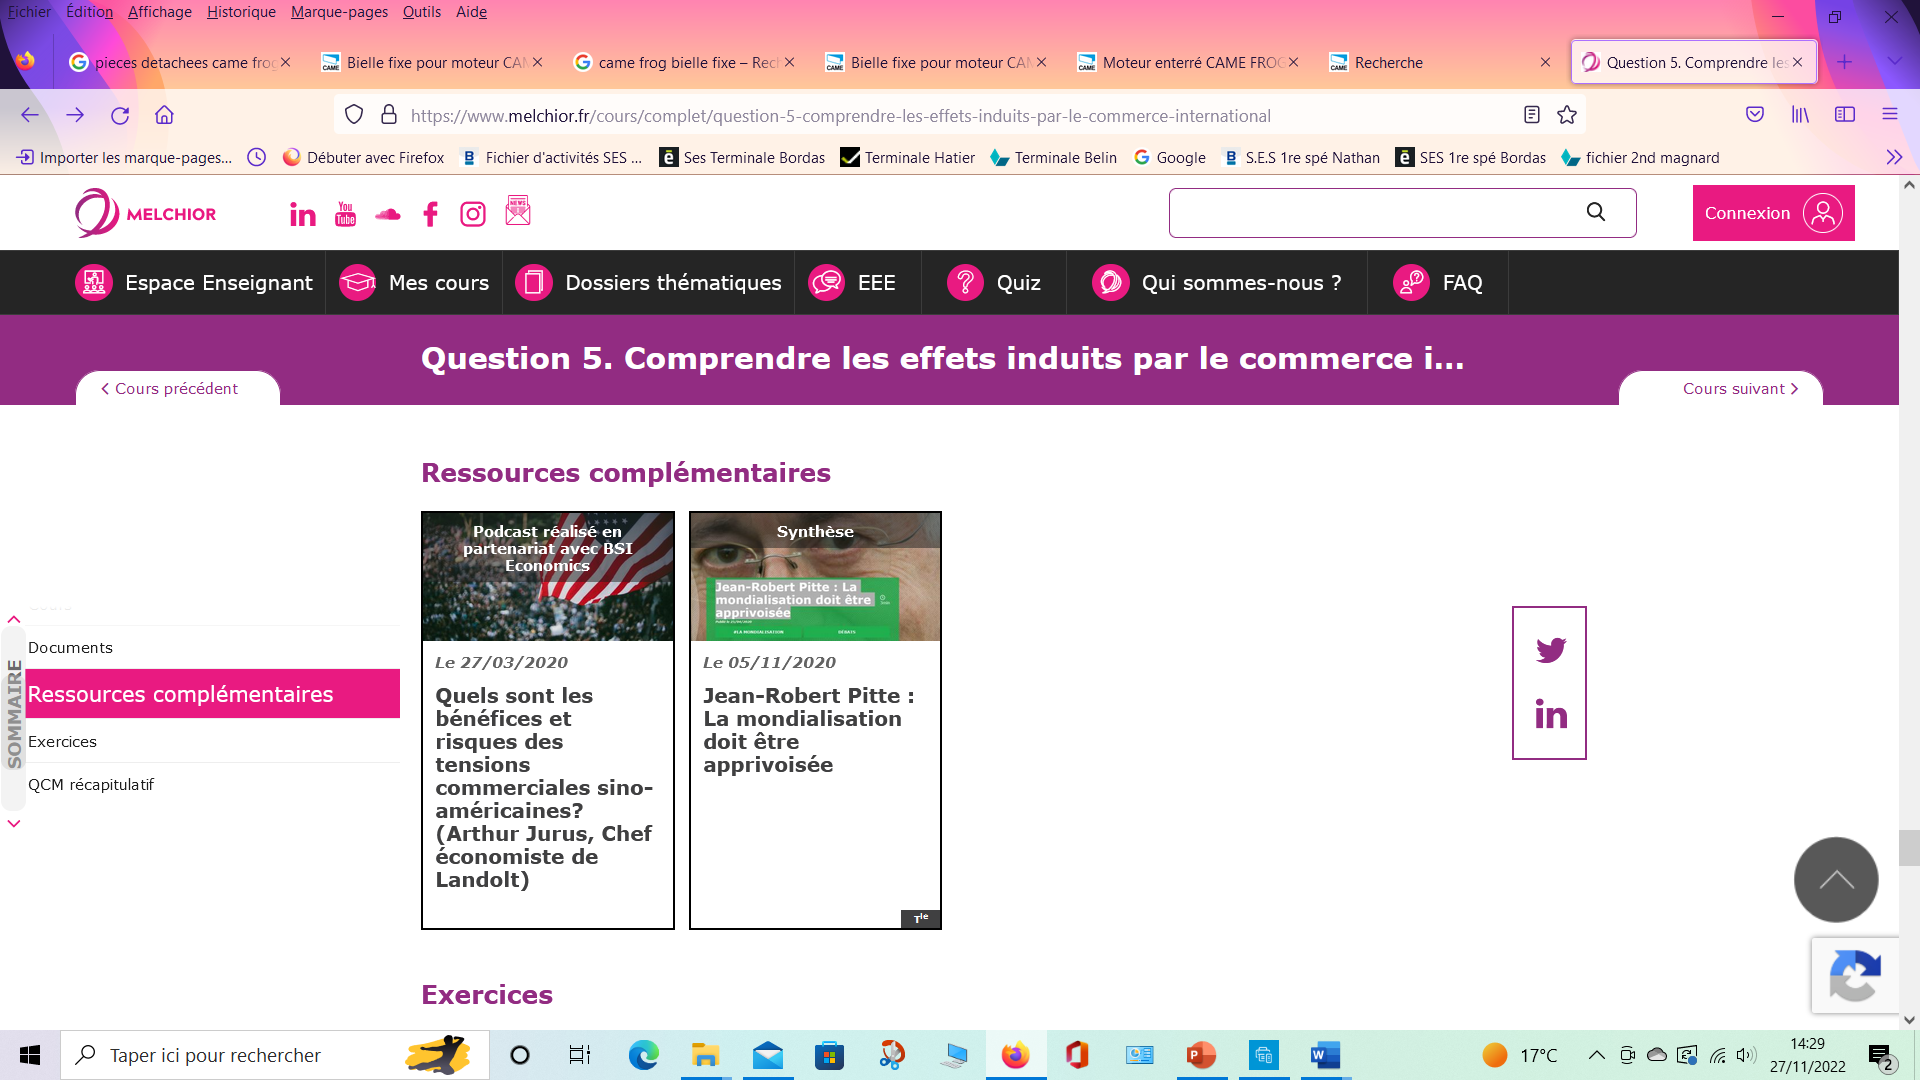 Fichier Édition Affichage Historique Marque-pages Outils Aide
pieces detachees came frog
Bielle fixe pour moteur CAM
came frog bielle fixe – Rech
Bielle fixe pour moteur CAM
Moteur enterré CAME FROG
Recherche
Question 5. Comprendre les
https://www.melchior.fr/cours/complet/question-5-comprendre-les-effets-induits-par-le-commerce-international
Importer les marque-pages...
Débuter avec Firefox
Fichier d'activités SES ...
Ses Terminale Bordas
Terminale Hatier
Terminale Belin
Google
S.E.S 1re spé Nathan
SES 1re spé Bordas
fichier 2nd magnard
MELCHIOR
You
Tube
NEWS
Connexion
Espace Enseignant
Mes cours
Dossiers thématiques
EEE
Quiz
Qui sommes-nous ?
FAQ
Question 5. Comprendre les effets induits par le commerce i...
Cours précédent
Cours suivant
SOMMAIRE
Documents
Ressources complémentaires
Exercices
QCM récapitulatif
Ressources complémentaires
Podcast réalisé en
partenariat avec BSI
Economics
Le 27/03/2020
Quels sont les
bénéfices et
risques des
tensions
commerciales sino-
américaines?
(Arthur Jurus, Chef
économiste de
Landolt)
Synthèse
Jean-Robert Pitte : La
mondialisation doit être
apprivoisée
#LA MONDIALISATION
DÉBATS
Le 05/11/2020
Jean-Robert Pitte :
La mondialisation
doit être
apprivoisée
Tle
Exercices
Taper ici pour rechercher
17°C
14:29
27/11/2022
2